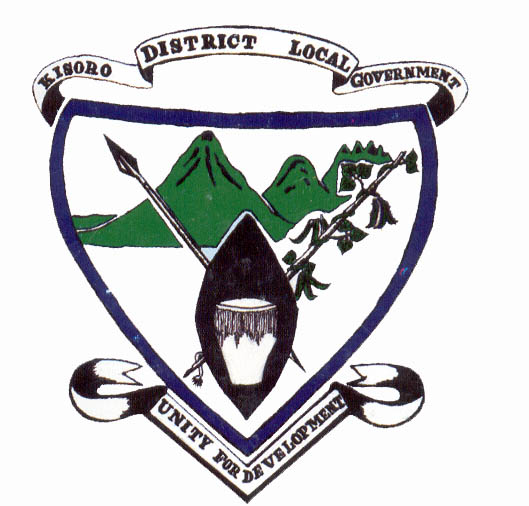 KISORO DISTRICT LOCAL GOVERNMENT
UNITY FOR DEVELOPMENT